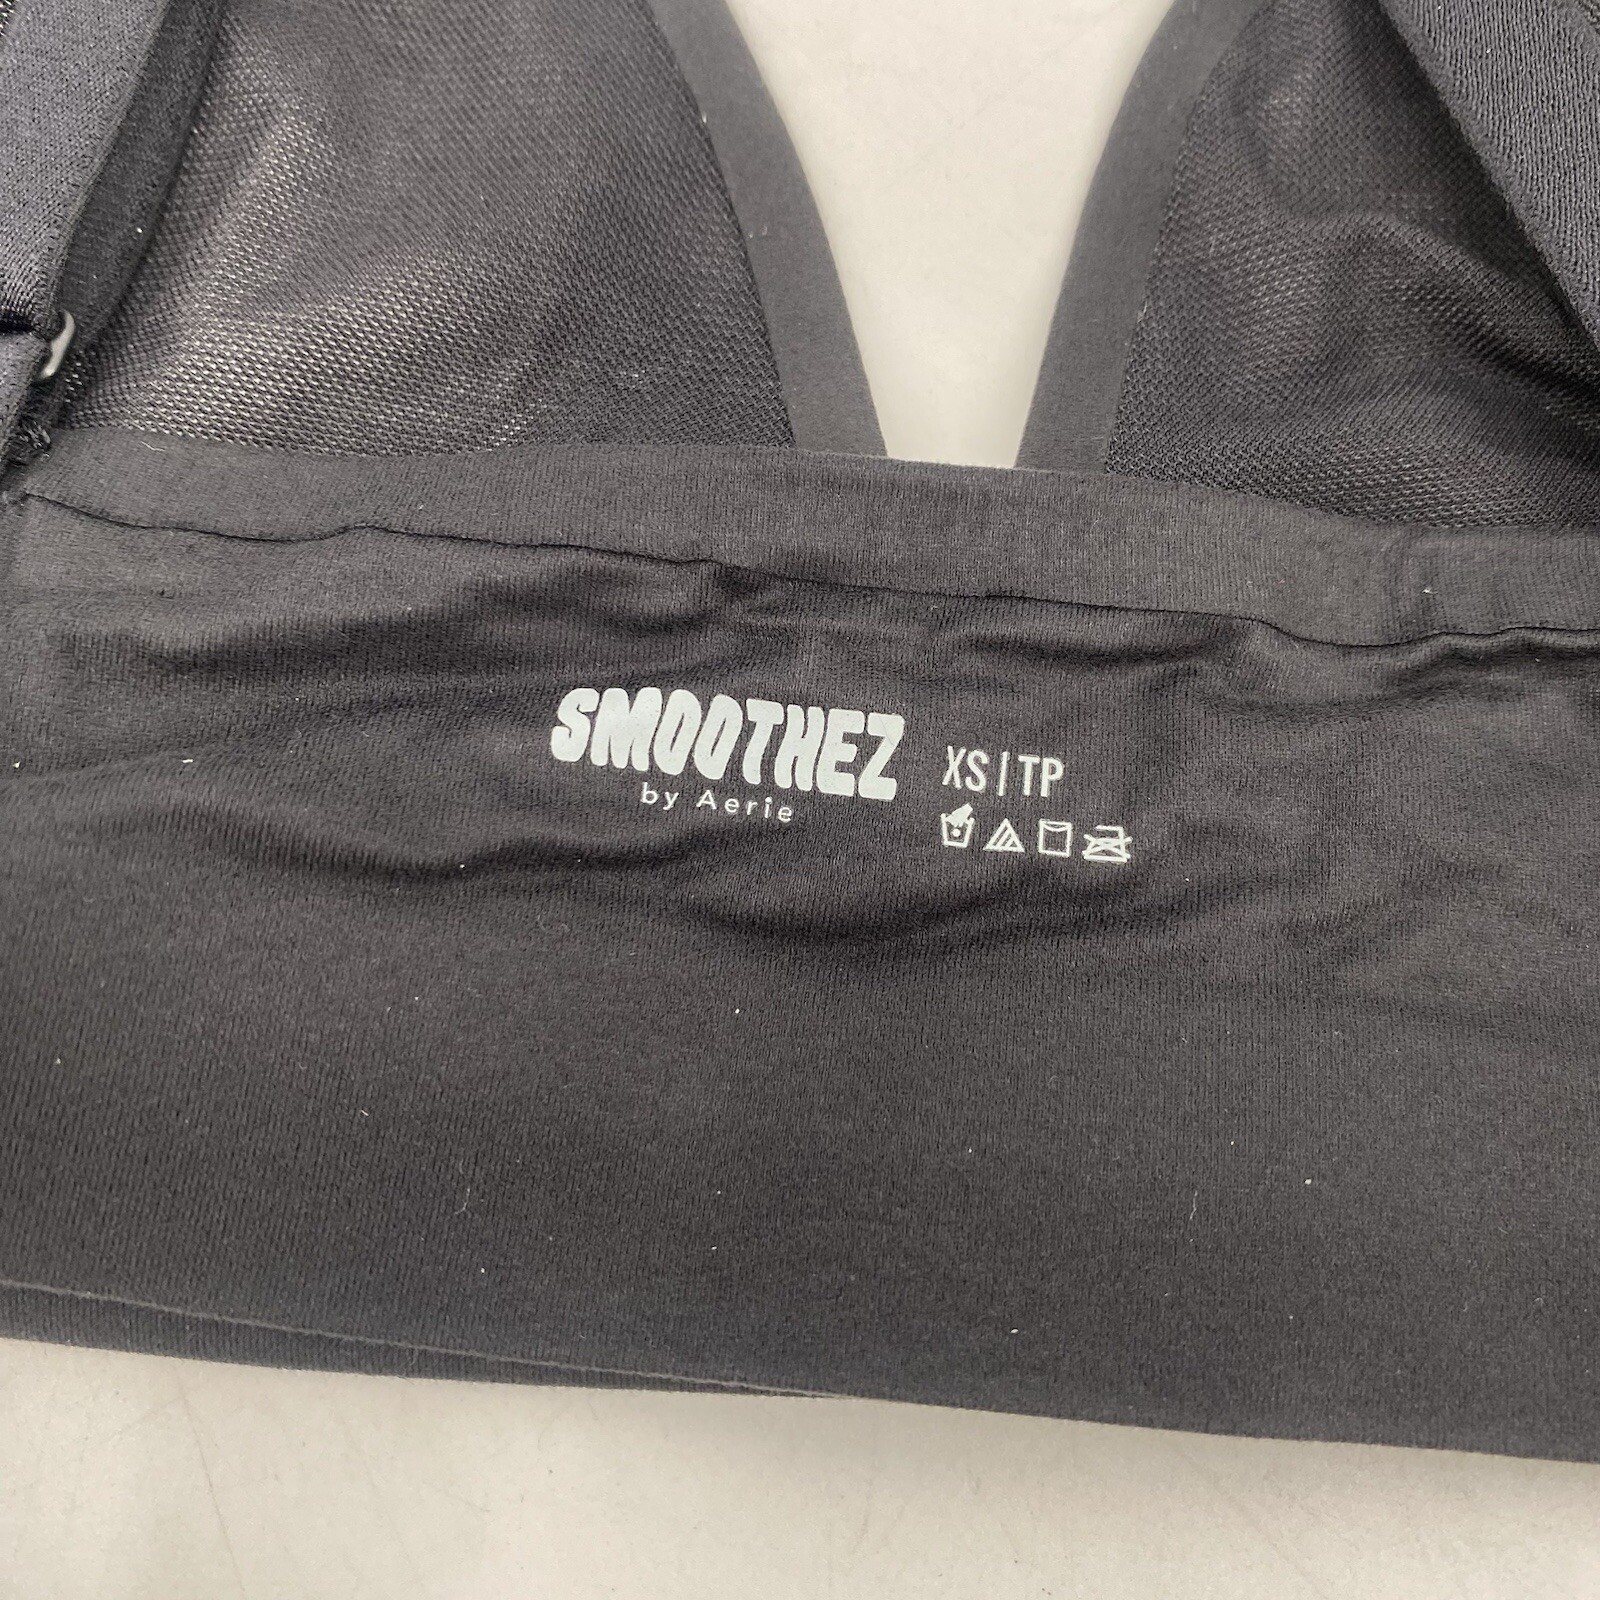 SMOOTHEZ
by Aerie
XS | TP